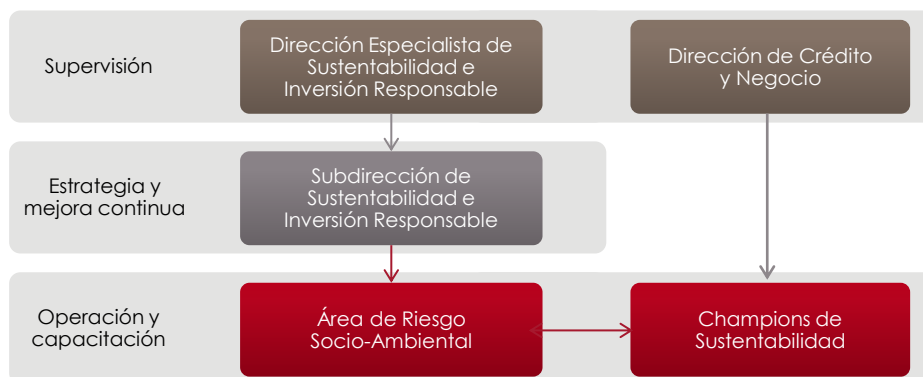 Supervisión
Dirección Especialista de
Sustentabilidad e
Inversión Responsable
Dirección de Crédito
y Negocio
Estrategia y
mejora continua
Subdirección de
Sustentabilidad e
Inversión Responsable
Operación y
capacitación
Área de Riesgo
Socio-Ambiental
Champions de
Sustentabilidad